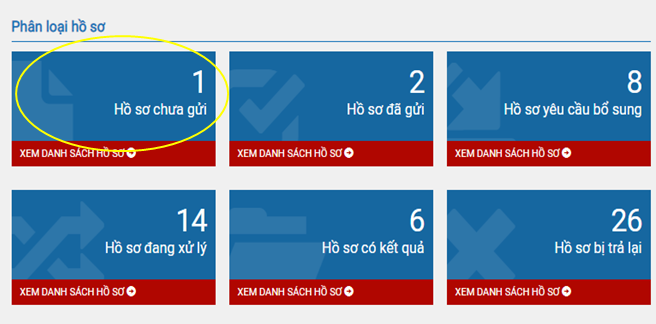 Phân loại hồ sơ
1
Hồ sơ chưa gửi
XEM DANH SÁCH HỒ SƠ
2
Hồ sơ đã gửi
XEM DANH SÁCH HỒ SƠ
8
Hồ sơ yêu cầu bổ sung
XEM DANH SÁCH HỒ SƠ
14
Hồ sơ đang xử lý
XEM DANH SÁCH HỒ SƠ
6
Hồ sơ có kết quả
XEM DANH SÁCH HỒ SƠ
26
Hồ sơ bị trả lại
XEM DANH SÁCH HỒ SƠ